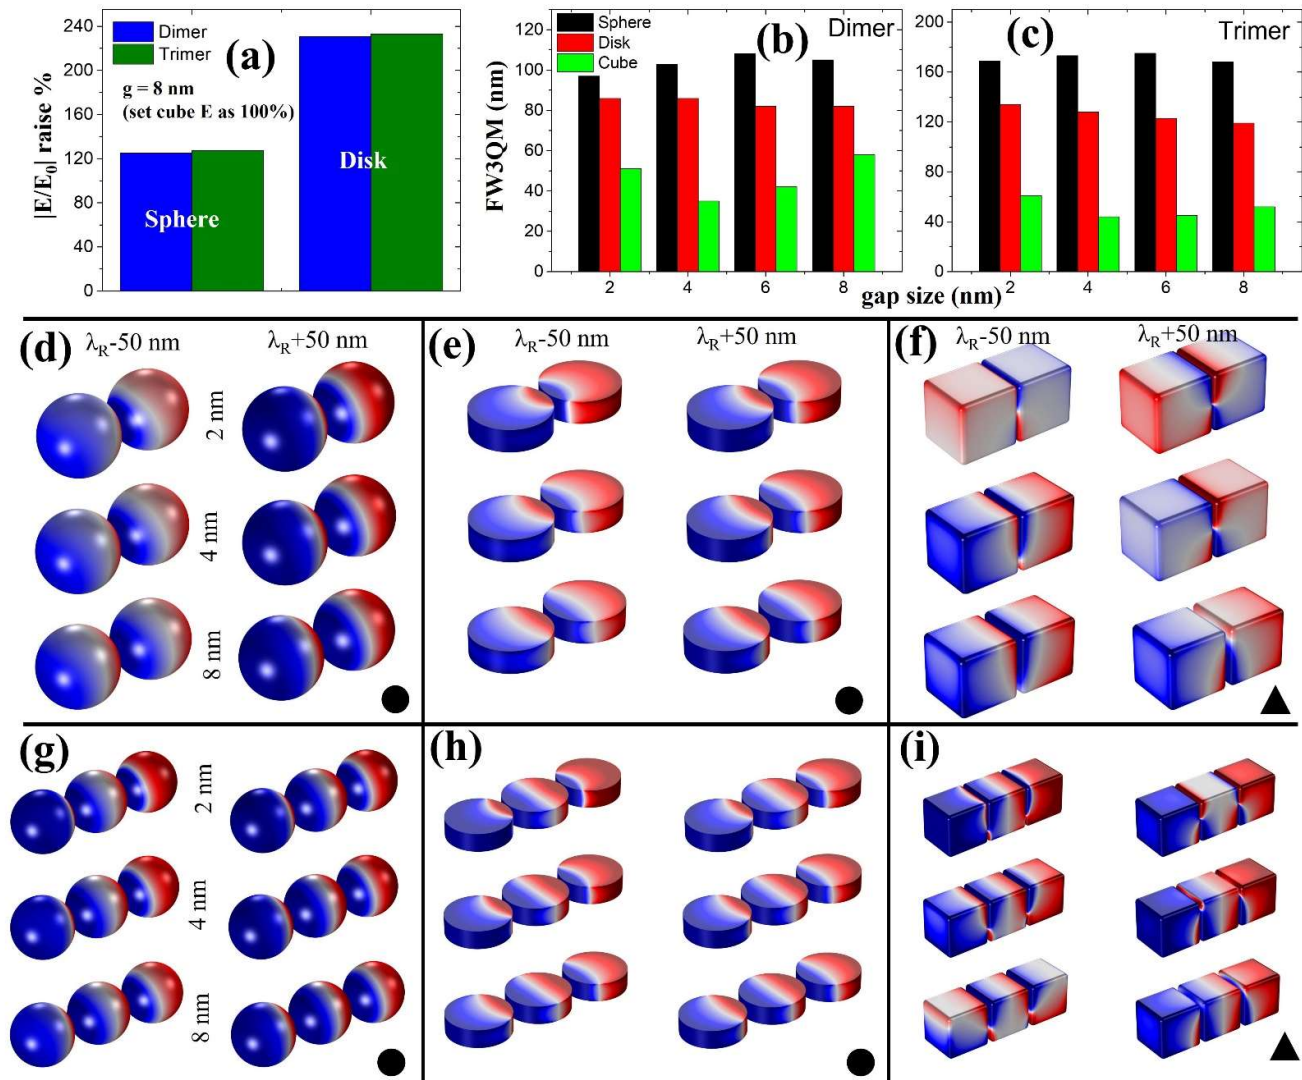 240
200
160
120
80
40
0
|E/E₀| raise %
Dimer
Trimer
(a)
g = 8 nm
(set cube E as 100%)
Sphere
Disk
140
120
100
80
60
40
20
0
FW3QM (nm)
Sphere
Disk
Cube
(b)
Dimer
2 4 6 8
200
160
120
80
40
0
(c)
Trimer
2 4 6 8
gap size (nm)
(d)
λR-50 nm λR+50 nm
2 nm
4 nm
8 nm
(e)
λR-50 nm λR+50 nm
(f)
λR-50 nm λR+50 nm
(g)
2 nm
4 nm
8 nm
(h)
(i)